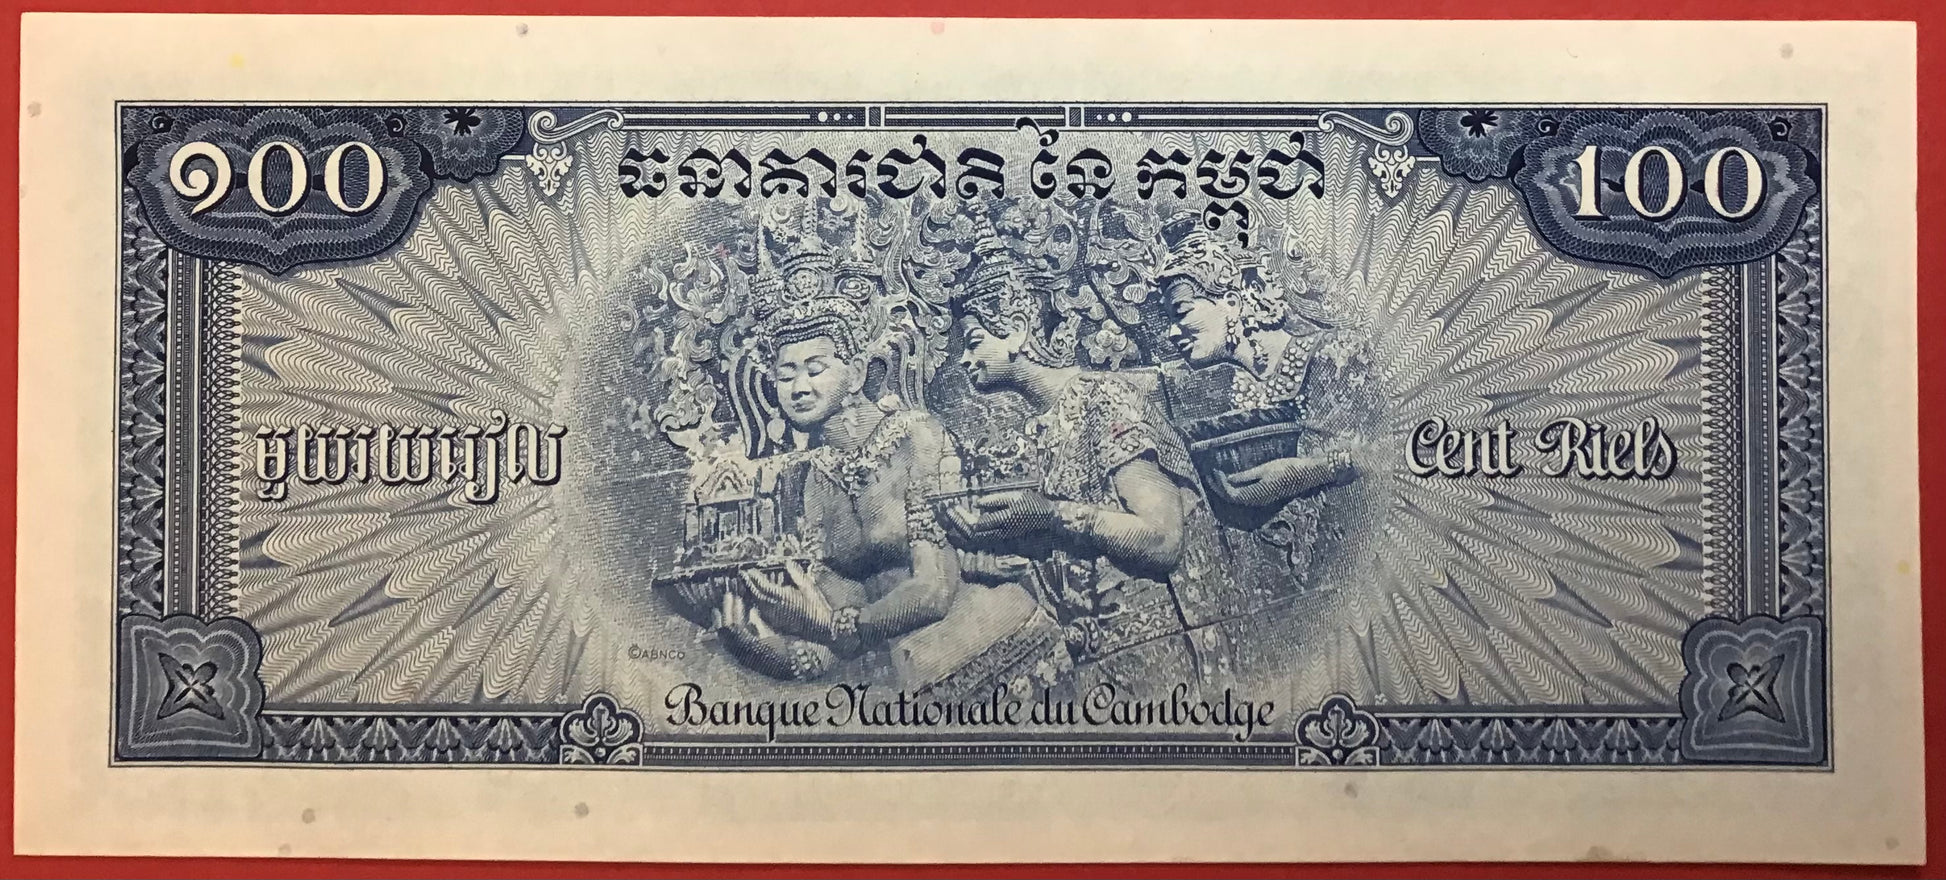 ១០០
ធនាគារជាតិ នៃ កម្ពុជា
100
មួយរយរៀល
Cent Riels
©ABNCo
Banque Nationale du Cambodge